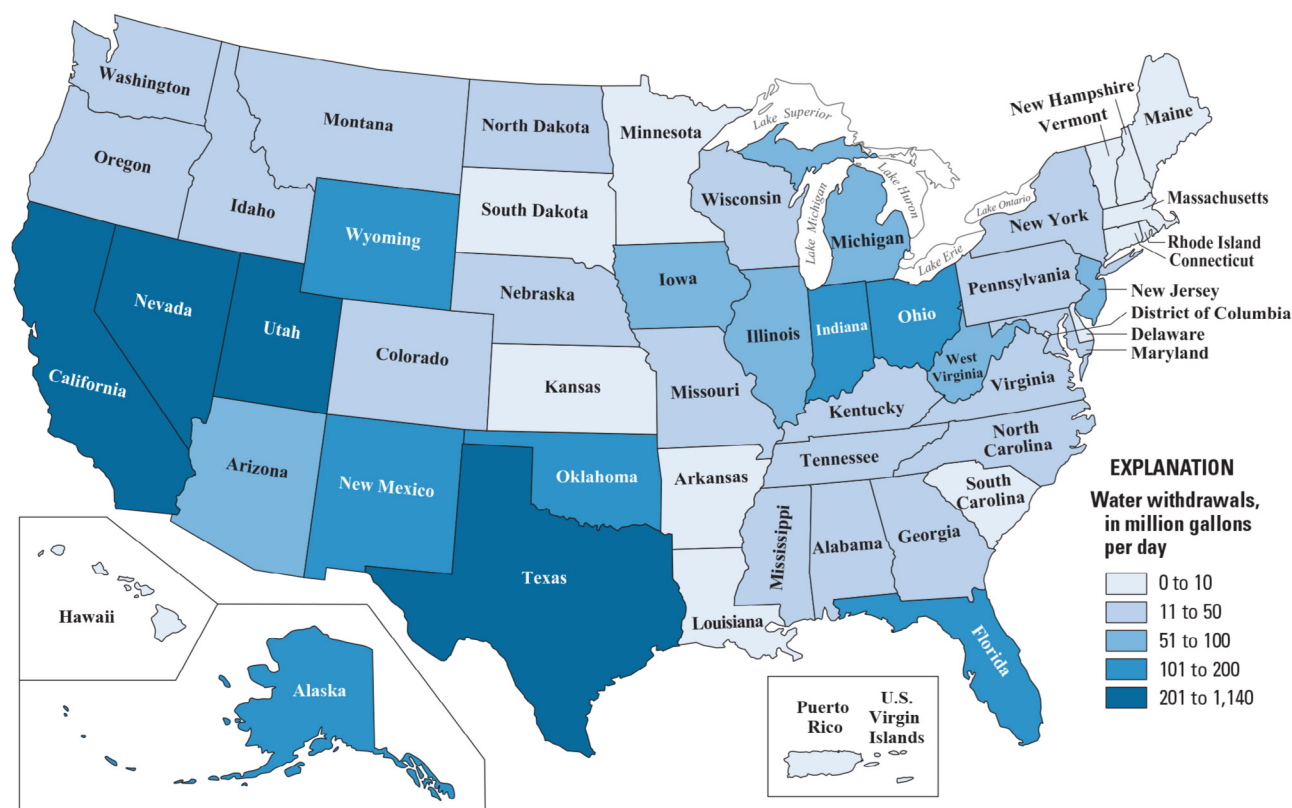 Washington
Montana
North Dakota
Minnesota
Lake Superior
New Hampshire
Vermont
Maine
Oregon
Idaho
Wyoming
South Dakota
Wisconsin
Lake Michigan
Lake Huron
Michigan
Lake Ontario
Lake Erie
New York
Massachusetts
Rhode Island
Connecticut
Nevada
Utah
Nebraska
Iowa
Illinois
Indiana
Ohio
Pennsylvania
New Jersey
District of Columbia
Delaware
Maryland
California
Colorado
Kansas
Missouri
West
Virginia
Virginia
Kentucky
Arizona
New Mexico
Oklahoma
Arkansas
Tennessee
North
Carolina
South
Carolina
Texas
Louisiana
Mississippi
Alabama
Georgia
Florida
Hawaii
Alaska
Puerto
Rico
U.S.
Virgin
Islands
EXPLANATION
Water withdrawals,
in million gallons
per day
0 to 10
11 to 50
51 to 100
101 to 200
201 to 1,140